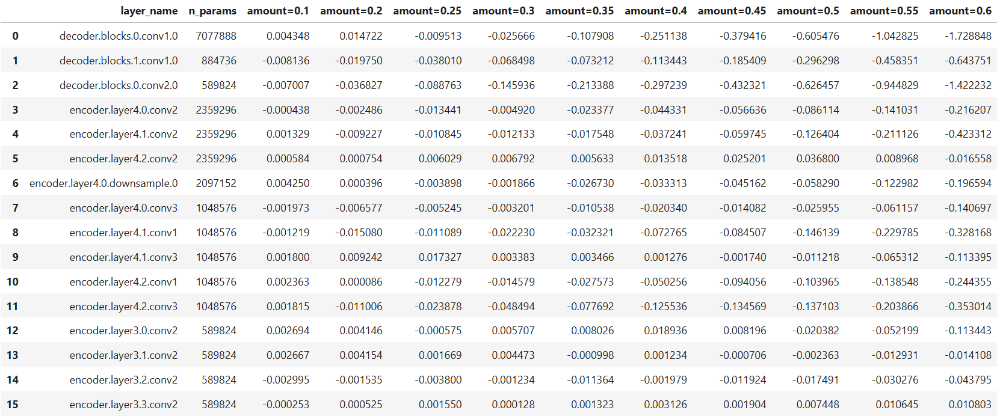 layer_name n_params amount=0.1 amount=0.2 amount=0.25 amount=0.3 amount=0.35 amount=0.4 amount=0.45 amount=0.5 amount=0.55 amount=0.6
0 decoder.blocks.0.conv1.0 7077888 0.004348 0.014722 -0.009513 -0.025666 -0.107908 -0.251138 -0.379416 -0.605476 -1.042825 -1.728848
1 decoder.blocks.1.conv1.0 884736 -0.008136 -0.019750 -0.038010 -0.068498 -0.073212 -0.113443 -0.185409 -0.296298 -0.458351 -0.643751
2 decoder.blocks.0.conv2.0 589824 -0.007007 -0.036827 -0.088763 -0.145936 -0.213388 -0.297239 -0.432321 -0.626457 -0.944829 -1.422232
3 encoder.layer4.0.conv2 2359296 -0.000438 -0.002486 -0.013441 -0.004920 -0.023377 -0.044331 -0.056636 -0.086114 -0.141031 -0.216207
4 encoder.layer4.1.conv2 2359296 0.001329 -0.009227 -0.010845 -0.012133 -0.017548 -0.037241 -0.059745 -0.126404 -0.211126 -0.423312
5 encoder.layer4.2.conv2 2359296 0.000584 0.000754 0.006029 0.006792 0.005633 0.013518 0.025201 0.036800 0.008968 -0.016558
6 encoder.layer4.0.downsample.0 2097152 0.004250 0.000396 -0.003898 -0.001866 -0.026730 -0.033313 -0.045162 -0.058290 -0.122982 -0.196594
7 encoder.layer4.0.conv3 1048576 -0.001973 -0.006577 -0.005245 -0.003201 -0.010538 -0.020340 -0.014082 -0.025955 -0.061157 -0.140697
8 encoder.layer4.1.conv1 1048576 -0.001219 -0.015080 -0.011089 -0.022230 -0.032321 -0.072765 -0.084507 -0.146139 -0.229785 -0.328168
9 encoder.layer4.1.conv3 1048576 0.001800 0.009242 0.017327 0.003383 0.003466 0.001276 -0.001740 -0.011218 -0.065312 -0.113395
10 encoder.layer4.2.conv1 1048576 0.002363 0.000086 -0.012279 -0.014579 -0.027573 -0.050256 -0.094056 -0.103965 -0.138548 -0.244355
11 encoder.layer4.2.conv3 1048576 0.001815 -0.011006 -0.023878 -0.048494 -0.077692 -0.125536 -0.134569 -0.137103 -0.203866 -0.353014
12 encoder.layer3.0.conv2 589824 0.002694 0.004146 -0.000575 0.005707 0.008026 0.018936 0.008196 -0.020382 -0.052199 -0.113443
13 encoder.layer3.1.conv2 589824 0.002667 0.004154 0.001669 0.004473 -0.000998 0.001234 -0.000706 -0.002363 -0.012931 -0.014108
14 encoder.layer3.2.conv2 589824 -0.002995 -0.001535 -0.003800 -0.001234 -0.011364 -0.001979 -0.011924 -0.017491 -0.030276 -0.043795
15 encoder.layer3.3.conv2 589824 -0.000253 0.000525 0.001550 0.000128 0.001323 0.003126 0.001904 0.007448 0.010645 0.010803